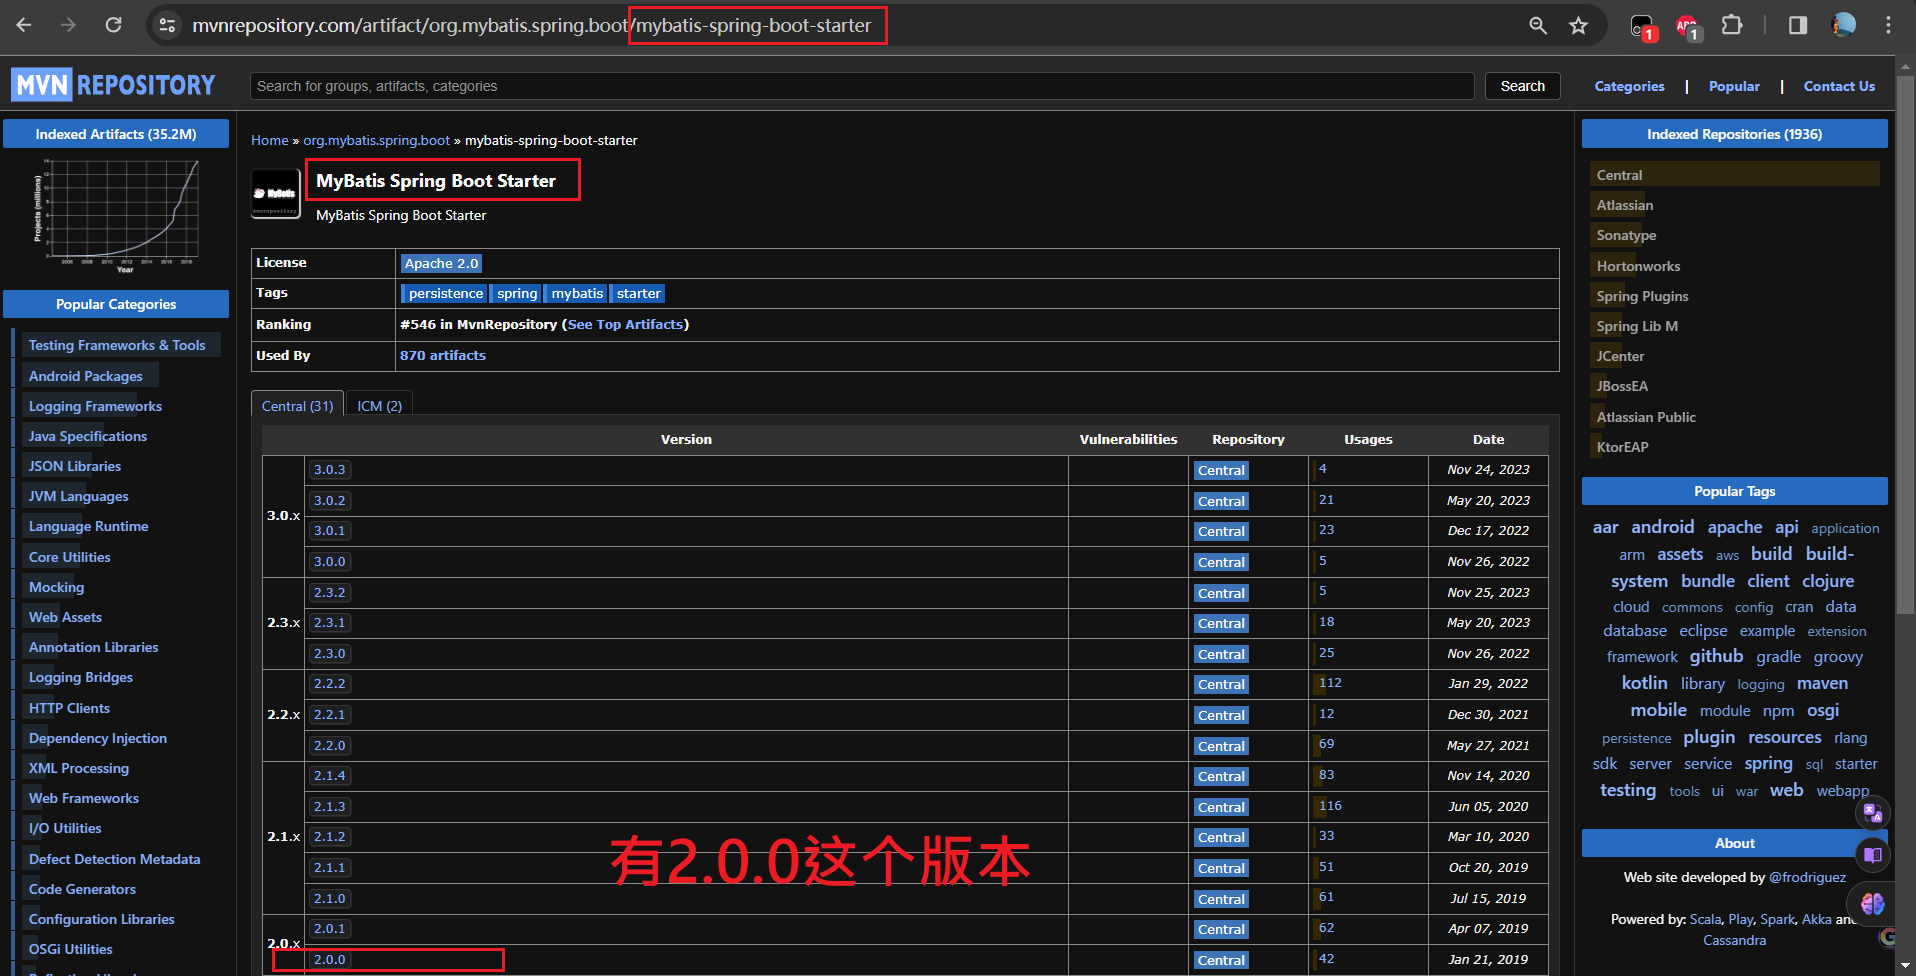 mvnrepository.com/artifact/org.mybatis.spring.boot/mybatis-spring-boot-starter
1
ABP
1
MVN REPOSITORY
Search for groups, artifacts, categories
Search
Categories | Popular | Contact Us
Indexed Artifacts (35.2M)
Projects (millions)
Year
Popular Categories
Testing Frameworks & Tools
Android Packages
Logging Frameworks
Java Specifications
JSON Libraries
JVM Languages
Language Runtime
Core Utilities
Mocking
Web Assets
Annotation Libraries
Logging Bridges
HTTP Clients
Dependency Injection
XML Processing
Web Frameworks
I/O Utilities
Defect Detection Metadata
Code Generators
Configuration Libraries
OSGi Utilities
Home » org.mybatis.spring.boot » mybatis-spring-boot-starter
MyBatis
mvnrepository
MyBatis Spring Boot Starter
MyBatis Spring Boot Starter
License Apache 2.0
Tags persistence spring mybatis starter
Ranking #546 in MvnRepository (See Top Artifacts)
Used By 870 artifacts
Central (31) ICM (2)
Version Vulnerabilities Repository Usages Date
3.0.x
3.0.3 Central 4 Nov 24, 2023
3.0.2 Central 21 May 20, 2023
3.0.1 Central 23 Dec 17, 2022
3.0.0 Central 5 Nov 26, 2022
2.3.x
2.3.2 Central 5 Nov 25, 2023
2.3.1 Central 18 May 20, 2023
2.3.0 Central 25 Nov 26, 2022
2.2.x
2.2.2 Central 112 Jan 29, 2022
2.2.1 Central 12 Dec 30, 2021
2.2.0 Central 69 May 27, 2021
2.1.x
2.1.4 Central 83 Nov 14, 2020
2.1.3 Central 116 Jun 05, 2020
2.1.2 Central 33 Mar 10, 2020
2.1.1 Central 51 Oct 20, 2019
2.1.0 Central 61 Jul 15, 2019
有2.0.0这个版本
2.0.x
2.0.1 Central 62 Apr 07, 2019
2.0.0 Central 42 Jan 21, 2019
Indexed Repositories (1936)
Central
Atlassian
Sonatype
Hortonworks
Spring Plugins
Spring Lib M
JCenter
JBossEA
Atlassian Public
KtorEAP
Popular Tags
aar android apache api application
arm assets aws build build-
system bundle client clojure
cloud commons config cran data
database eclipse example extension
framework github gradle groovy
kotlin library logging maven
mobile module npm osgi
persistence plugin resources rlang
sdk server service spring sql starter
testing tools ui war web webapp
About
Web site developed by @frodriguez
Powered by: Scala, Play, Spark, Akka and
Cassandra